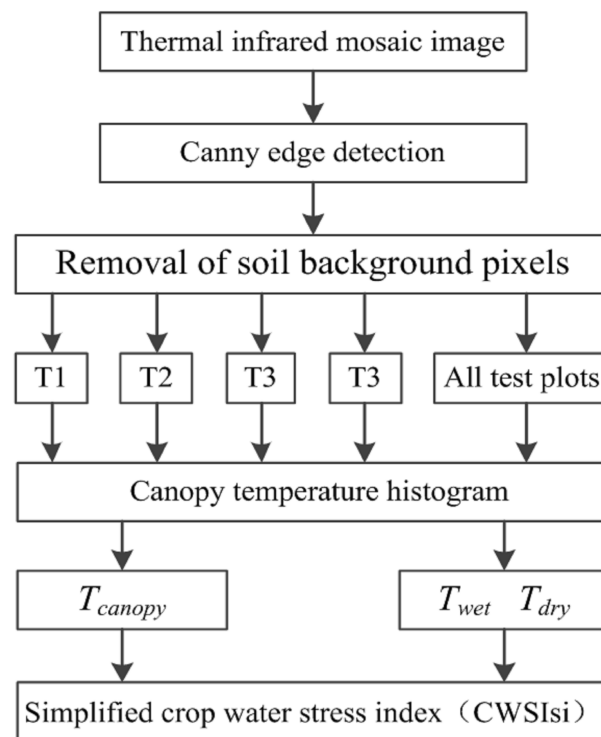 Thermal infrared mosaic image
Canny edge detection
Removal of soil background pixels
T1 T2 T3 T3 All test plots
Canopy temperature histogram
Tcanopy Twet Tdry
Simplified crop water stress index（CWSIsi）